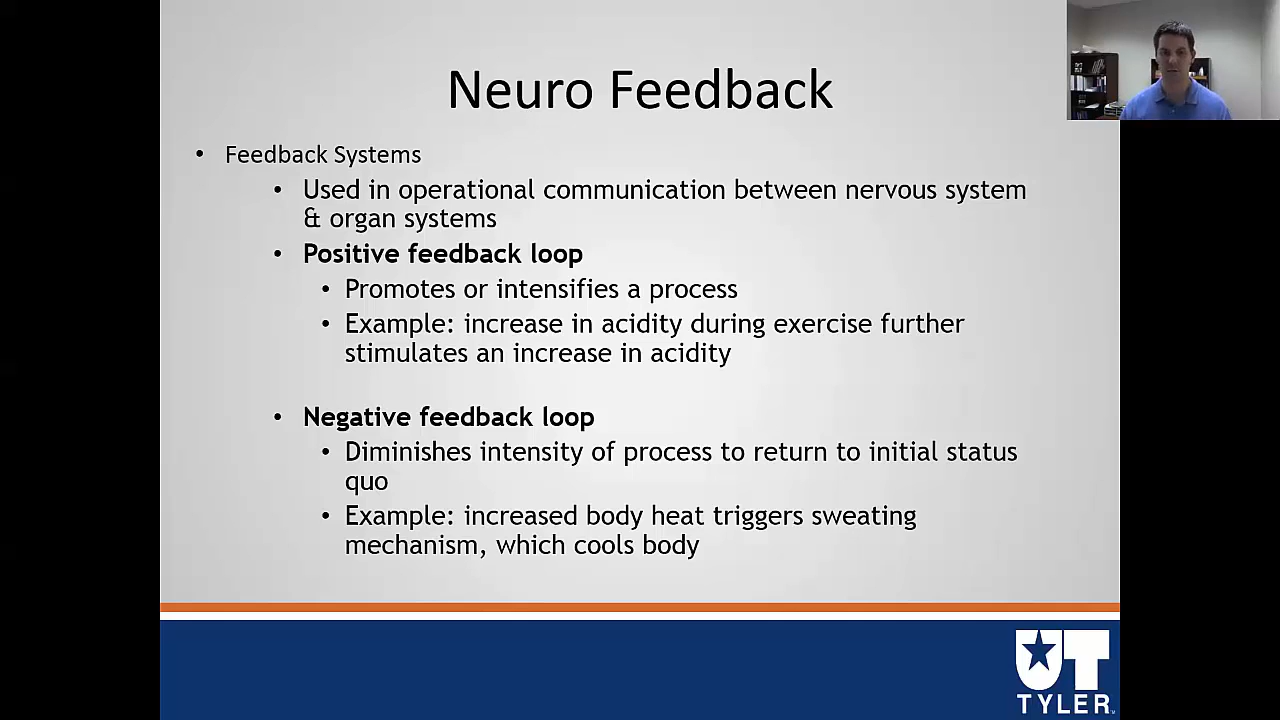 Neuro Feedback
• Feedback Systems
• Used in operational communication between nervous system
& organ systems
• Positive feedback loop
• Promotes or intensifies a process
• Example: increase in acidity during exercise further
stimulates an increase in acidity
• Negative feedback loop
• Diminishes intensity of process to return to initial status
quo
• Example: increased body heat triggers sweating
mechanism, which cools body
UT
TYLER™